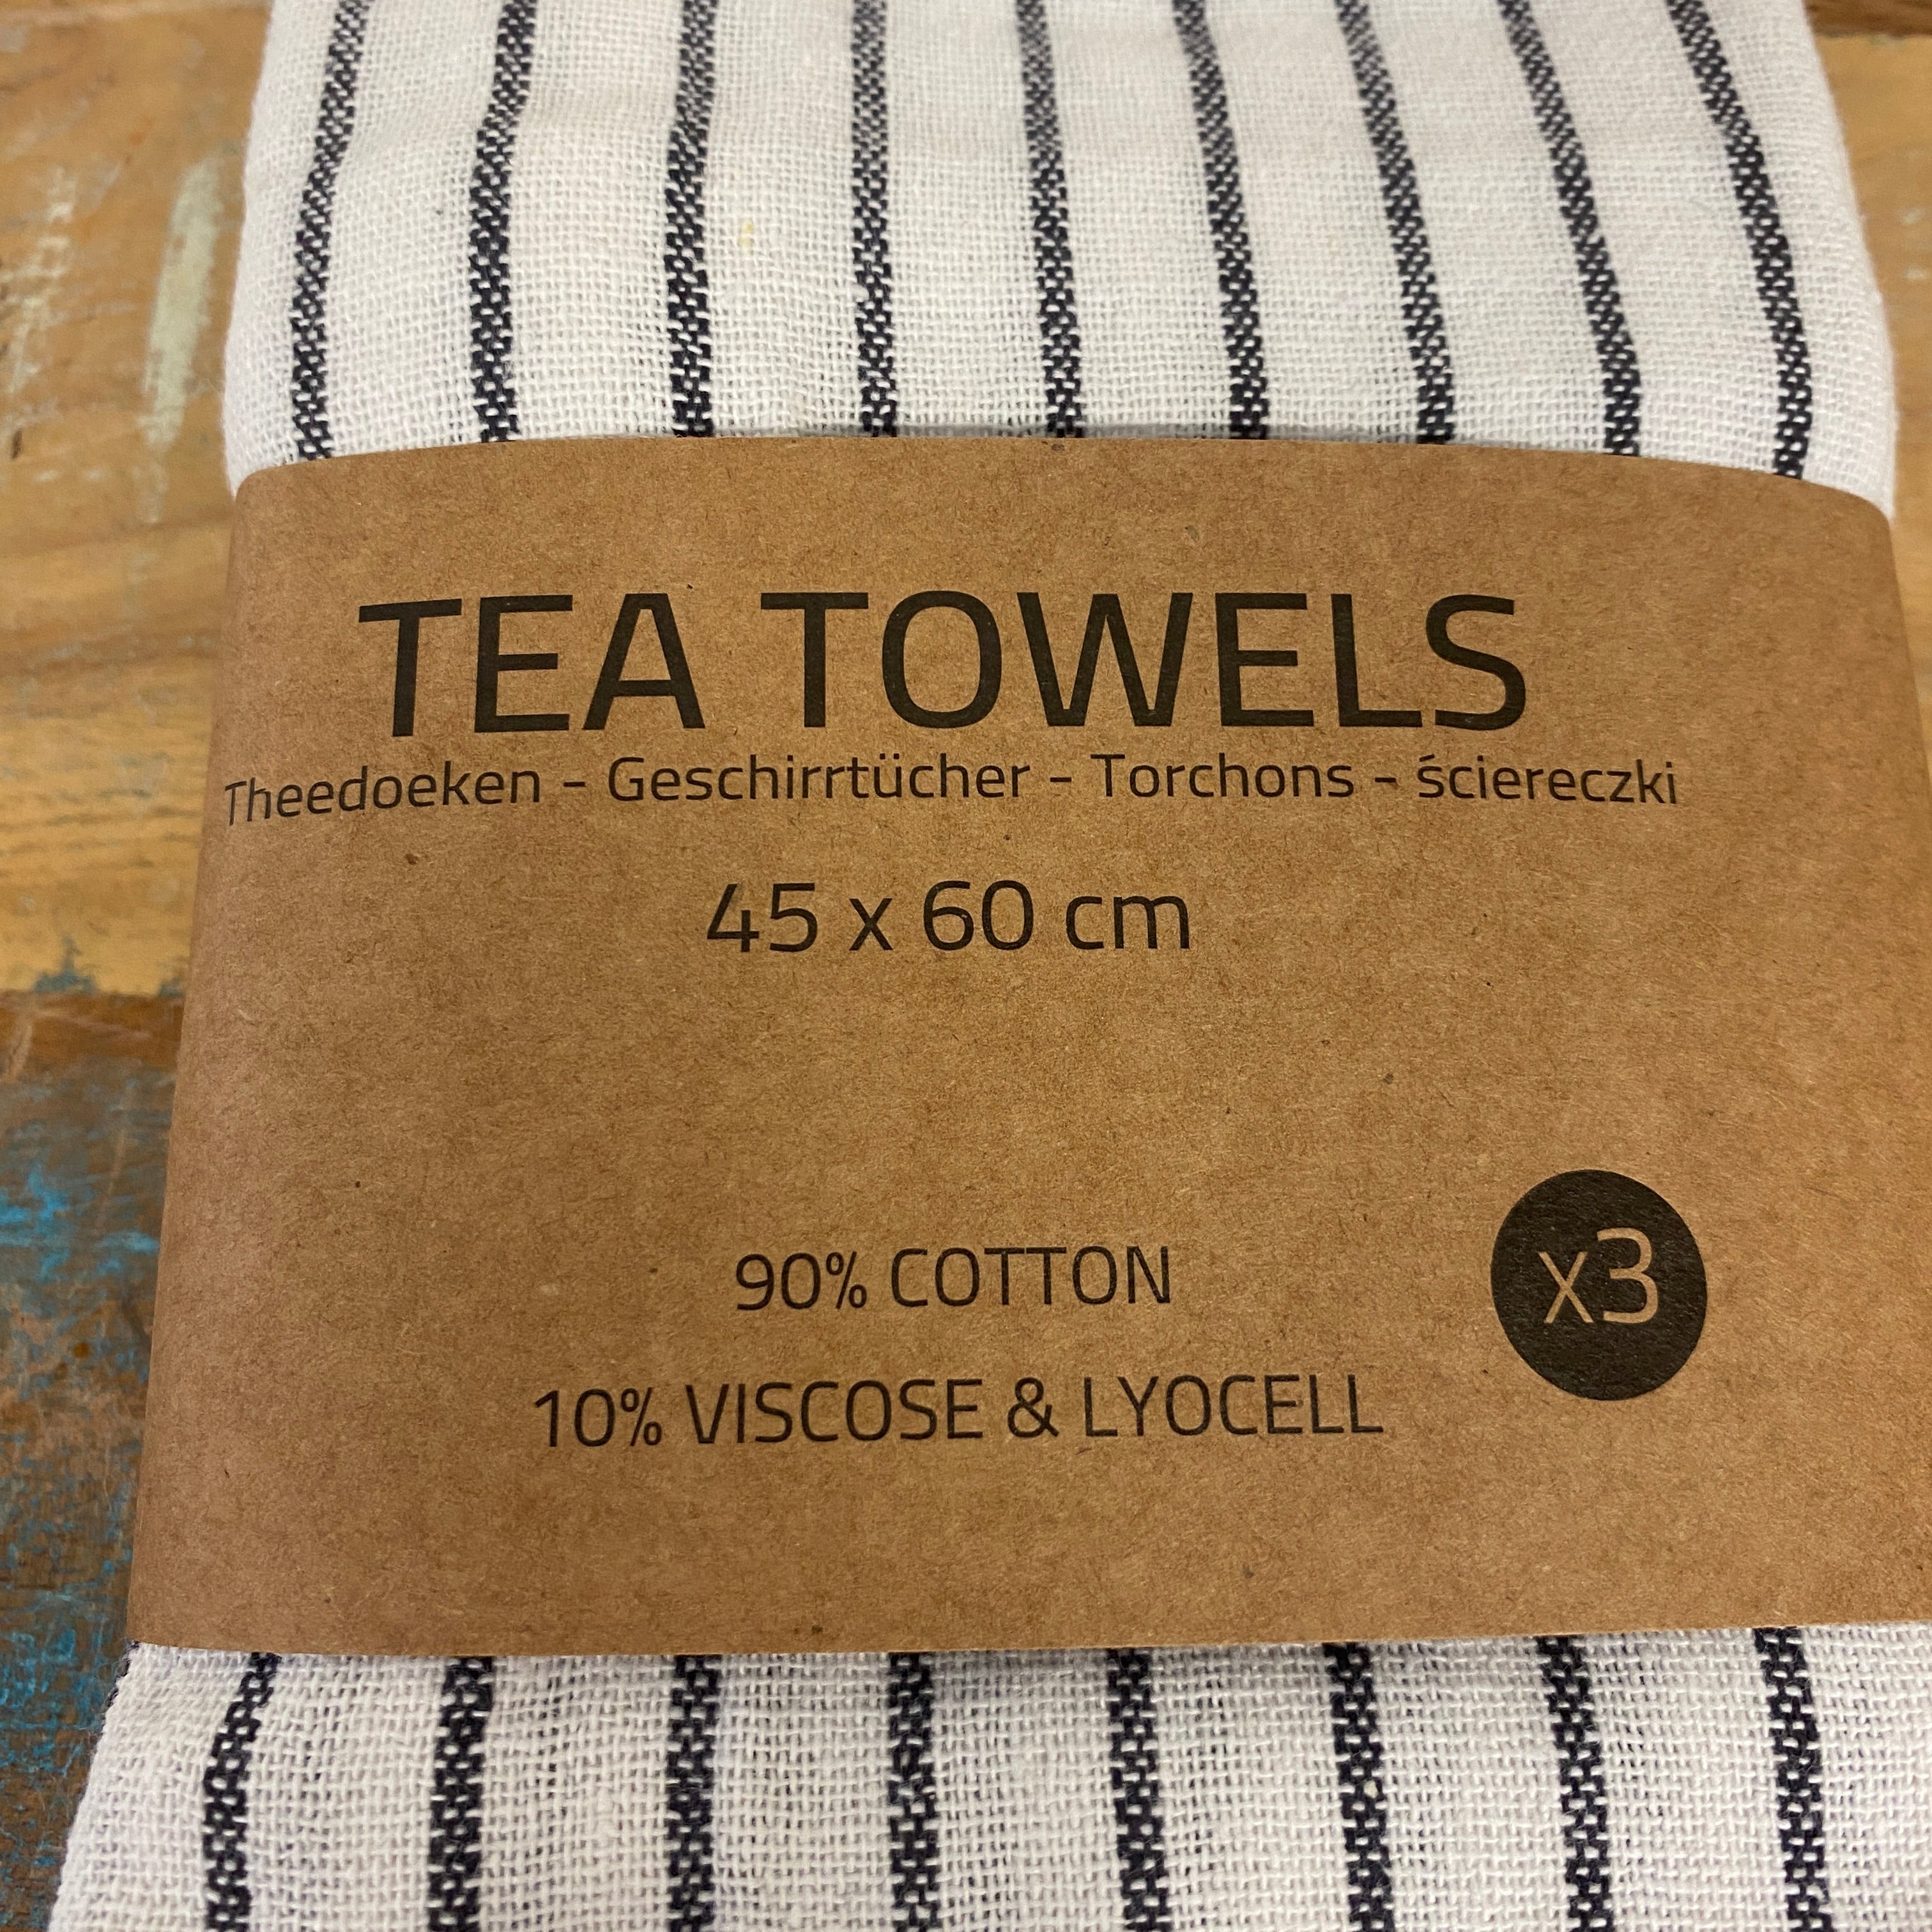 TEA TOWELS
Theedoeken - Geschirrtücher - Torchons - ściereczki
45 x 60 cm
90% COTTON
x3
10% VISCOSE & LYOCELL